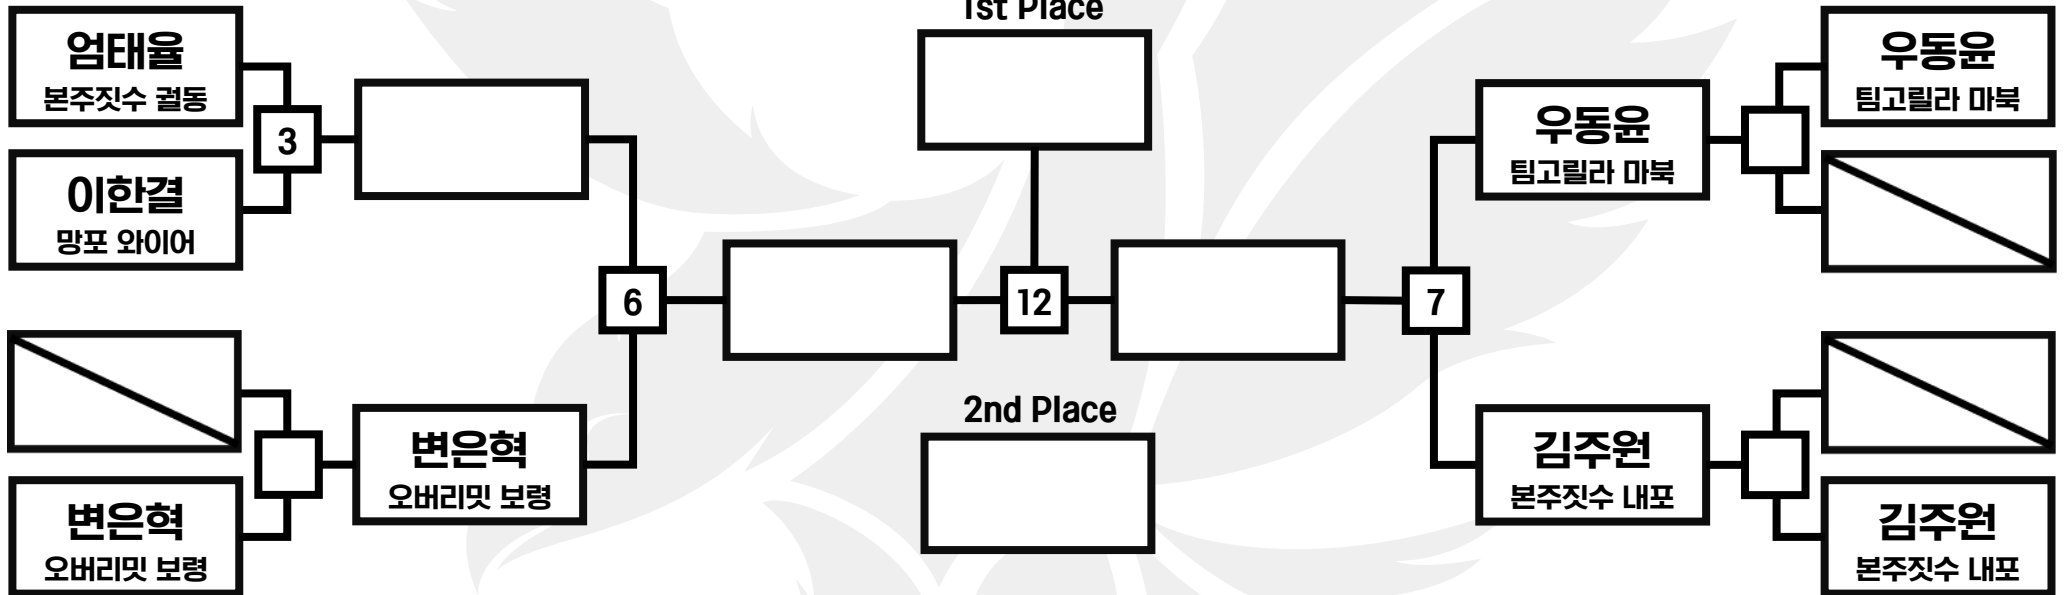 엄태율
본주짓수 궐동
3
이한결
망포 와이어
변은혁
오버리밋 보령
변은혁
오버리밋 보령
6
1st Place
12
2nd Place
7
우동윤
팀고릴라 마북
김주원
본주짓수 내포
우동윤
팀고릴라 마북
김주원
본주짓수 내포